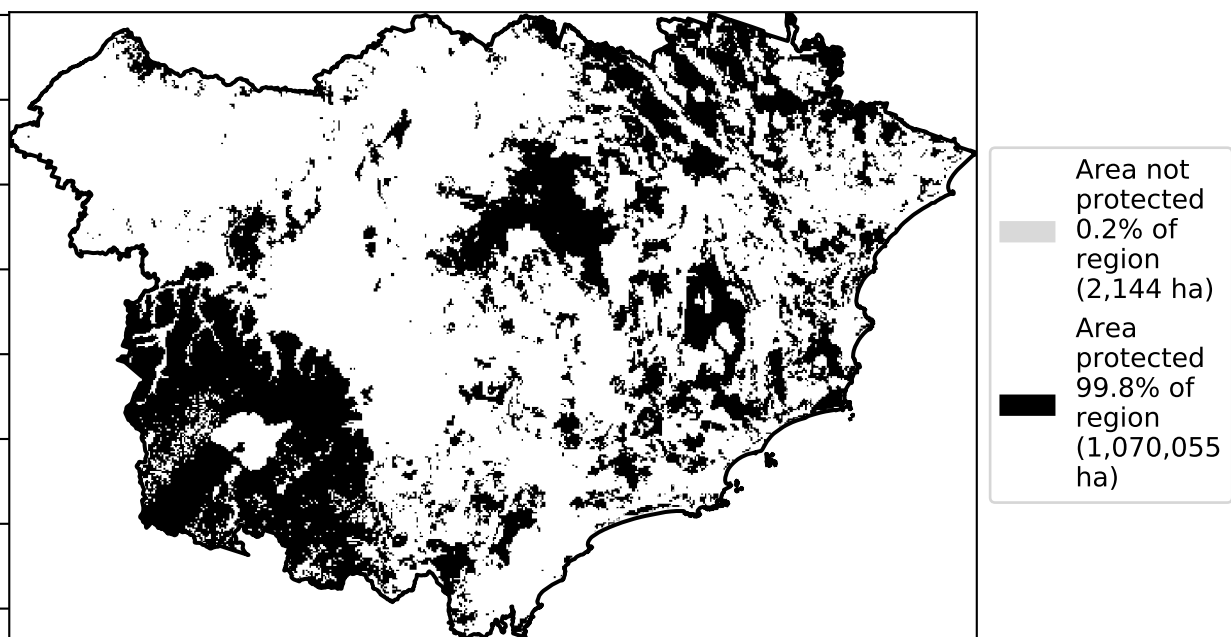 Area not
protected
0.2% of
region
(2,144 ha)
Area
protected
99.8% of
region
(1,070,055
ha)